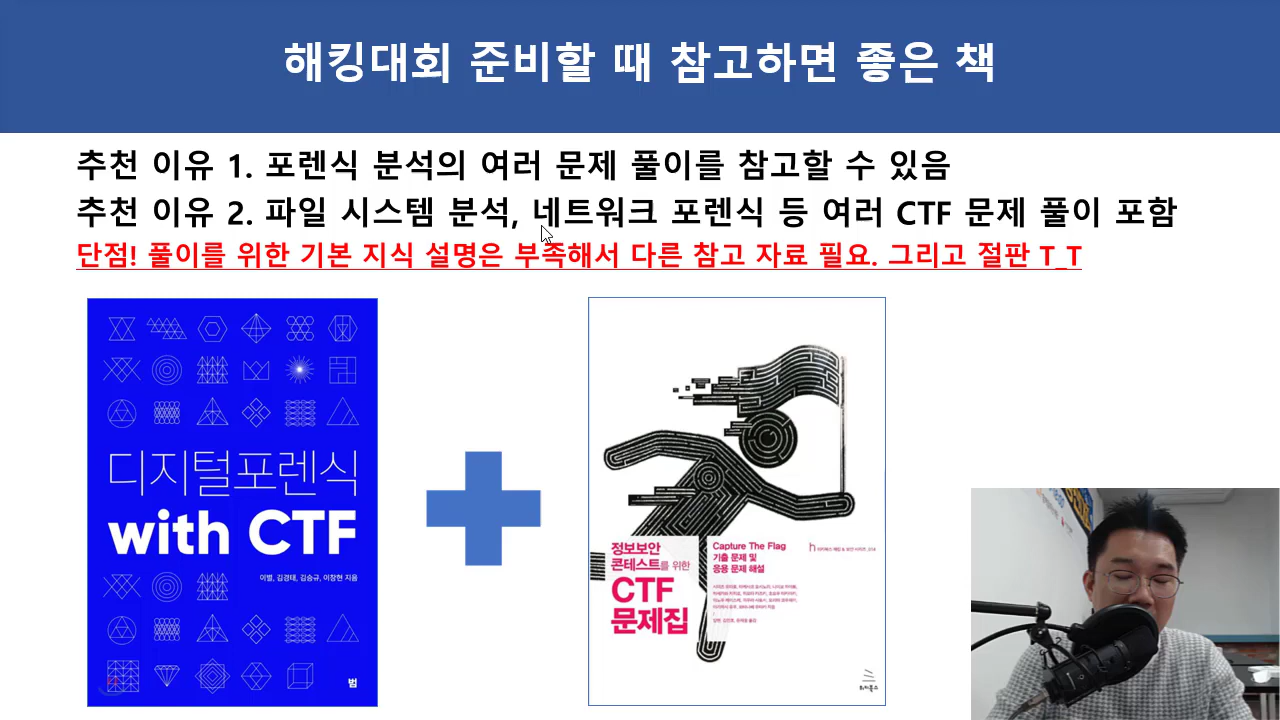 해킹대회 준비할 때 참고하면 좋은 책
추천 이유 1. 포렌식 분석의 여러 문제 풀이를 참고할 수 있음
추천 이유 2. 파일 시스템 분석, 네트워크 포렌식 등 여러 CTF 문제 풀이 포함
단점! 풀이를 위한 기본 지식 설명은 부족해서 다른 참고 자료 필요. 그리고 절판 T_T
디지털포렌식
with CTF
이별, 김경태, 김승규, 이창현 지음
범
정보보안
콘테스트를 위한
CTF
문제집
Capture The Flag
기출 문제 및
응용 문제 해설
위키북스